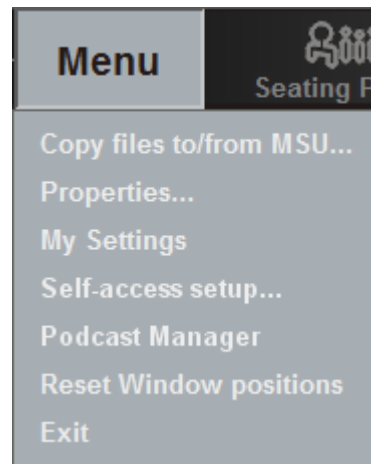 Menu
Seating P
Copy files to/from MSU...
Properties...
My Settings
Self-access setup...
Podcast Manager
Reset Window positions
Exit